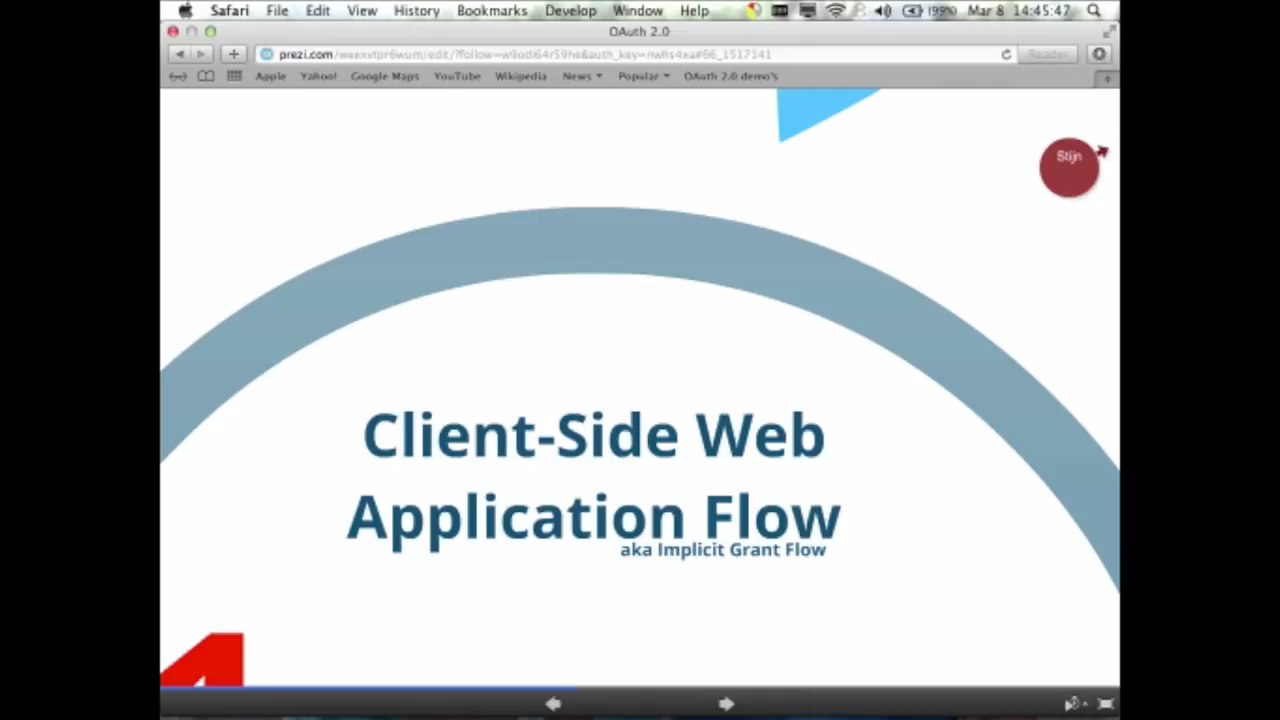 Safari File Edit View History Bookmarks Develop Window Help (99%) Mar 8 14:45:47
OAuth 2.0
Reader
Apple Yahoo! Google Maps YouTube Wikipedia News Popular OAuth 2.0 demo's
Stijn
Client-Side Web
Application Flow
aka Implicit Grant Flow